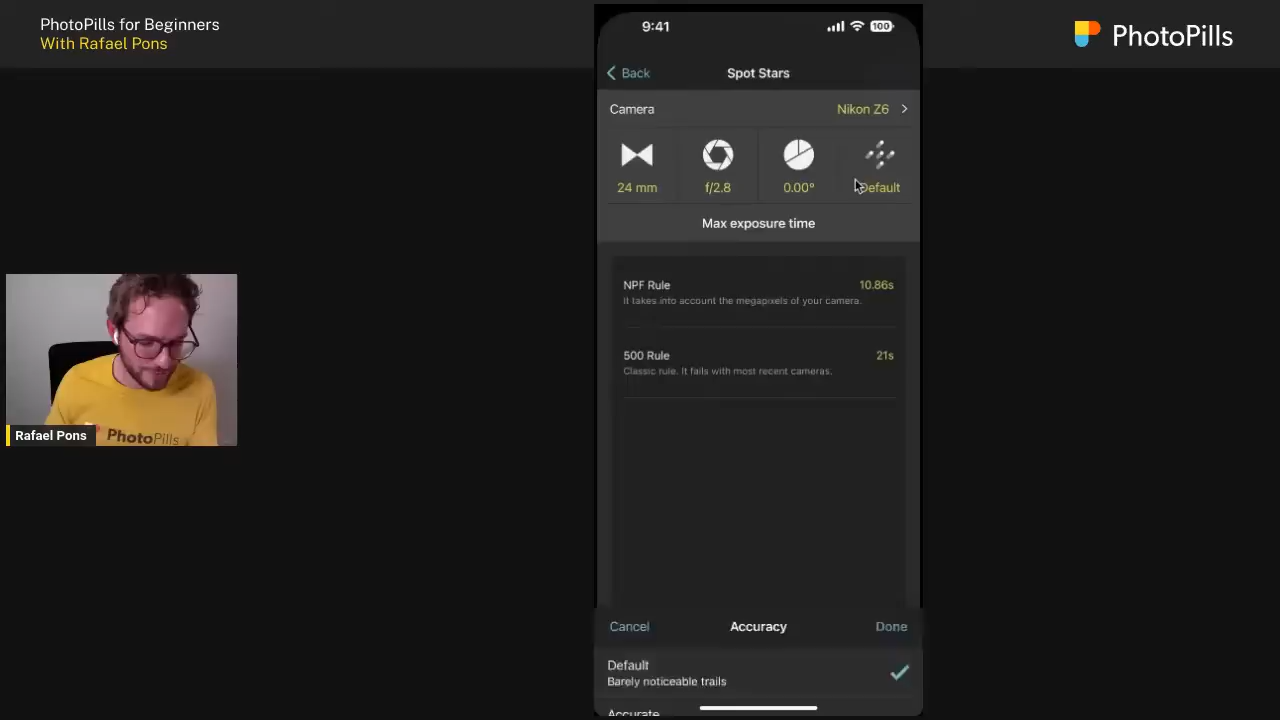 PhotoPills for Beginners
With Rafael Pons
PhotoPills
9:41
100
Back
Spot Stars
Camera
Nikon Z6
24 mm
f/2.8
0.00°
Default
Max exposure time
NPF Rule
10.86s
It takes into account the megapixels of your camera.
500 Rule
21s
Classic rule. It fails with most recent cameras.
PhotoPills
Rafael Pons
Cancel
Accuracy
Done
Default
Barely noticeable trails
Accurate